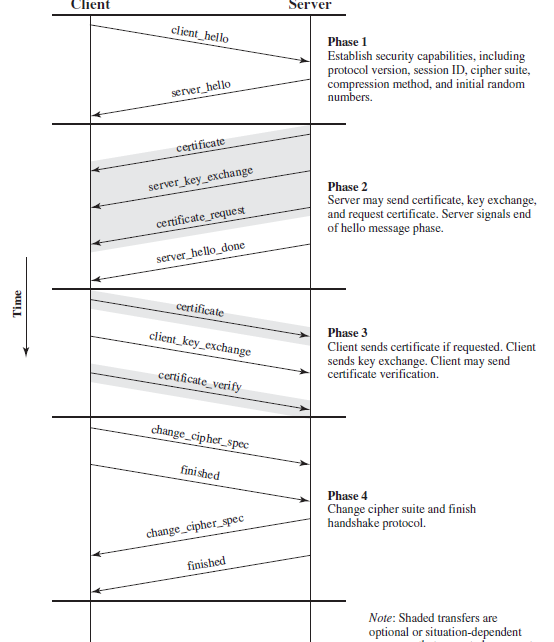 Client
Server
client_hello
server_hello
Phase 1
Establish security capabilities, including
protocol version, session ID, cipher suite,
compression method, and initial random
numbers.
certificate
server_key_exchange
certificate_request
server_hello_done
Phase 2
Server may send certificate, key exchange,
and request certificate. Server signals end
of hello message phase.
Time
certificate
client_key_exchange
certificate_verify
Phase 3
Client sends certificate if requested. Client
sends key exchange. Client may send
certificate verification.
change_cipher_spec
finished
change_cipher_spec
finished
Phase 4
Change cipher suite and finish
handshake protocol.
Note: Shaded transfers are
optional or situation-dependent